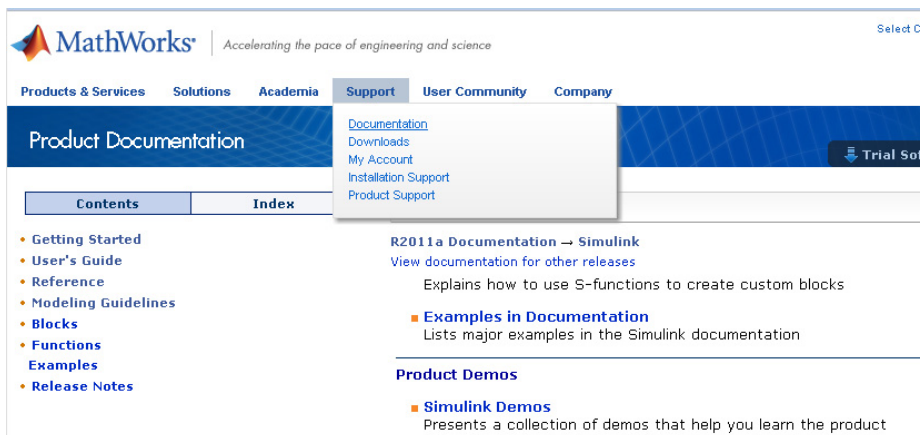 Select C
MathWorks® Accelerating the pace of engineering and science
Products & Services Solutions Academia Support User Community Company
Documentation
Downloads
My Account
Installation Support
Product Support
Product Documentation
Trial Sof
Contents Index
• Getting Started
• User's Guide
• Reference
• Modeling Guidelines
• Blocks
• Functions
Examples
• Release Notes
R2011a Documentation → Simulink
View documentation for other releases
Explains how to use S-functions to create custom blocks
Examples in Documentation
Lists major examples in the Simulink documentation
Product Demos
Simulink Demos
Presents a collection of demos that help you learn the product